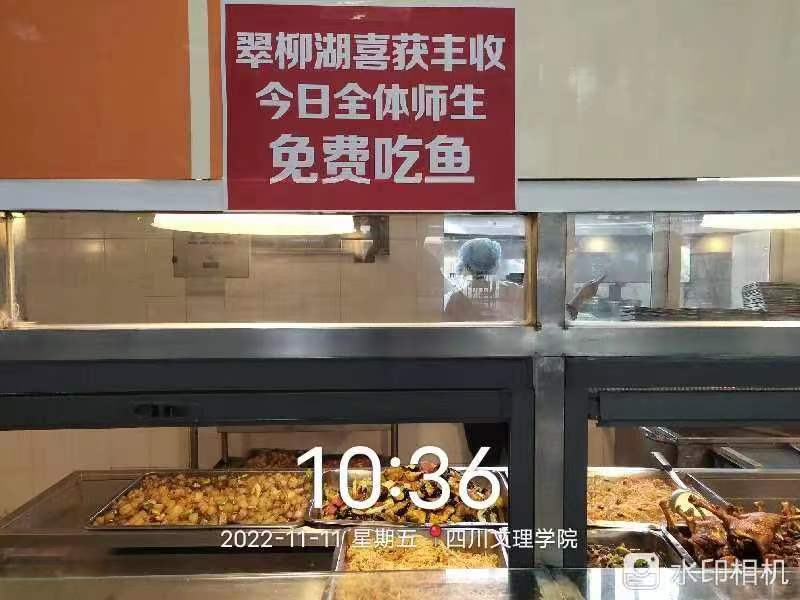 翠柳湖喜获丰收
今日全体师生
免费吃鱼
10:36
2022-11-11 星期五 📍四川文理学院
水印相机